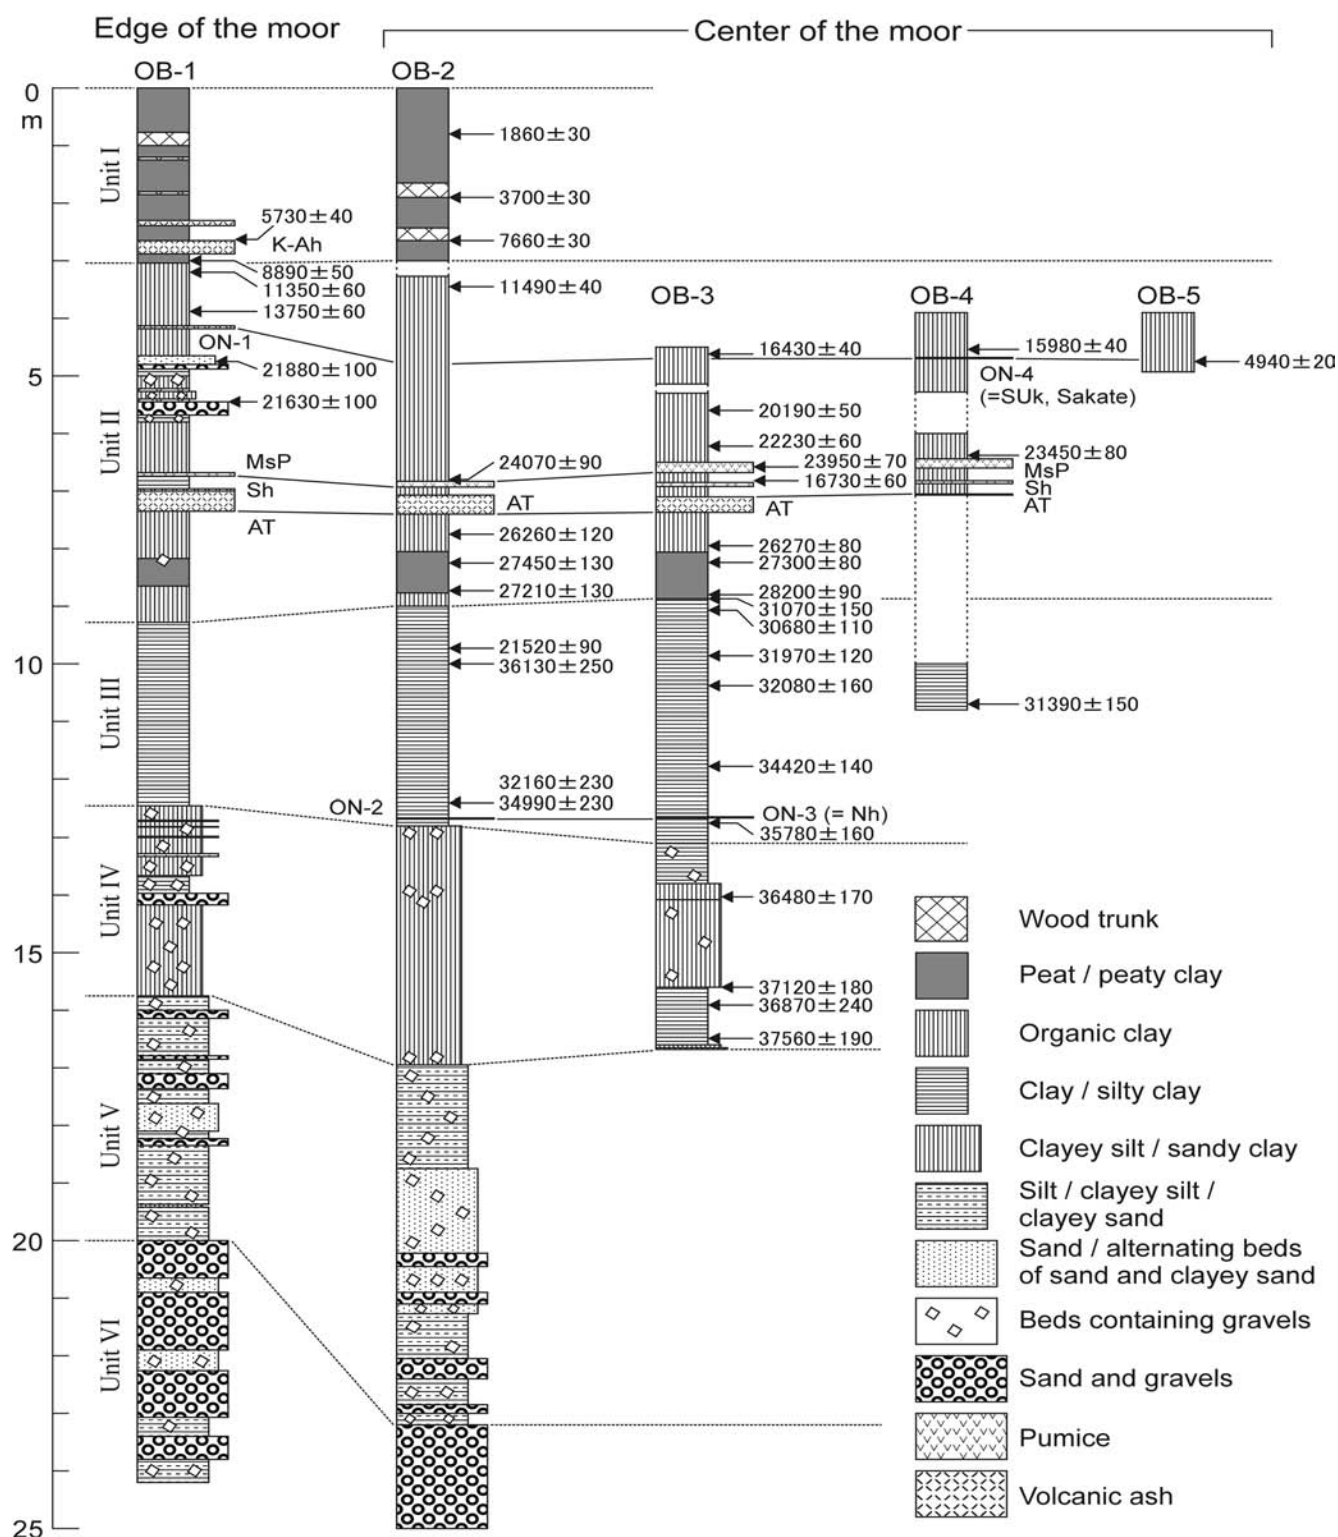 Edge of the moor
Center of the moor
OB-1
OB-2
0
m
1860±30
Unit I
3700±30
5730±40
K-Ah
7660±30
8890±50
11350±60
13750±60
11490±40
OB-3
OB-4
OB-5
ON-1
16430±40
15980±40
4940±20
5
21880±100
21630±100
ON-4
(=SUk, Sakate)
20190±50
Unit II
22230±60
MsP
24070±90
23950±70
23450±80
MsP
Sh
16730±60
Sh
AT
AT
AT
AT
26260±120
26270±80
27450±130
27300±80
27210±130
28200±90
31070±150
30680±110
21520±90
31970±120
10
36130±250
32080±160
31390±150
Unit III
34420±140
32160±230
ON-2
34990±230
ON-3 (= Nh)
35780±160
Unit IV
36480±170
15
37120±180
36870±240
37560±190
Unit V
20
Unit VI
25
Wood trunk
Peat / peaty clay
Organic clay
Clay / silty clay
Clayey silt / sandy clay
Silt / clayey silt /
clayey sand
Sand / alternating beds
of sand and clayey sand
Beds containing gravels
Sand and gravels
Pumice
Volcanic ash